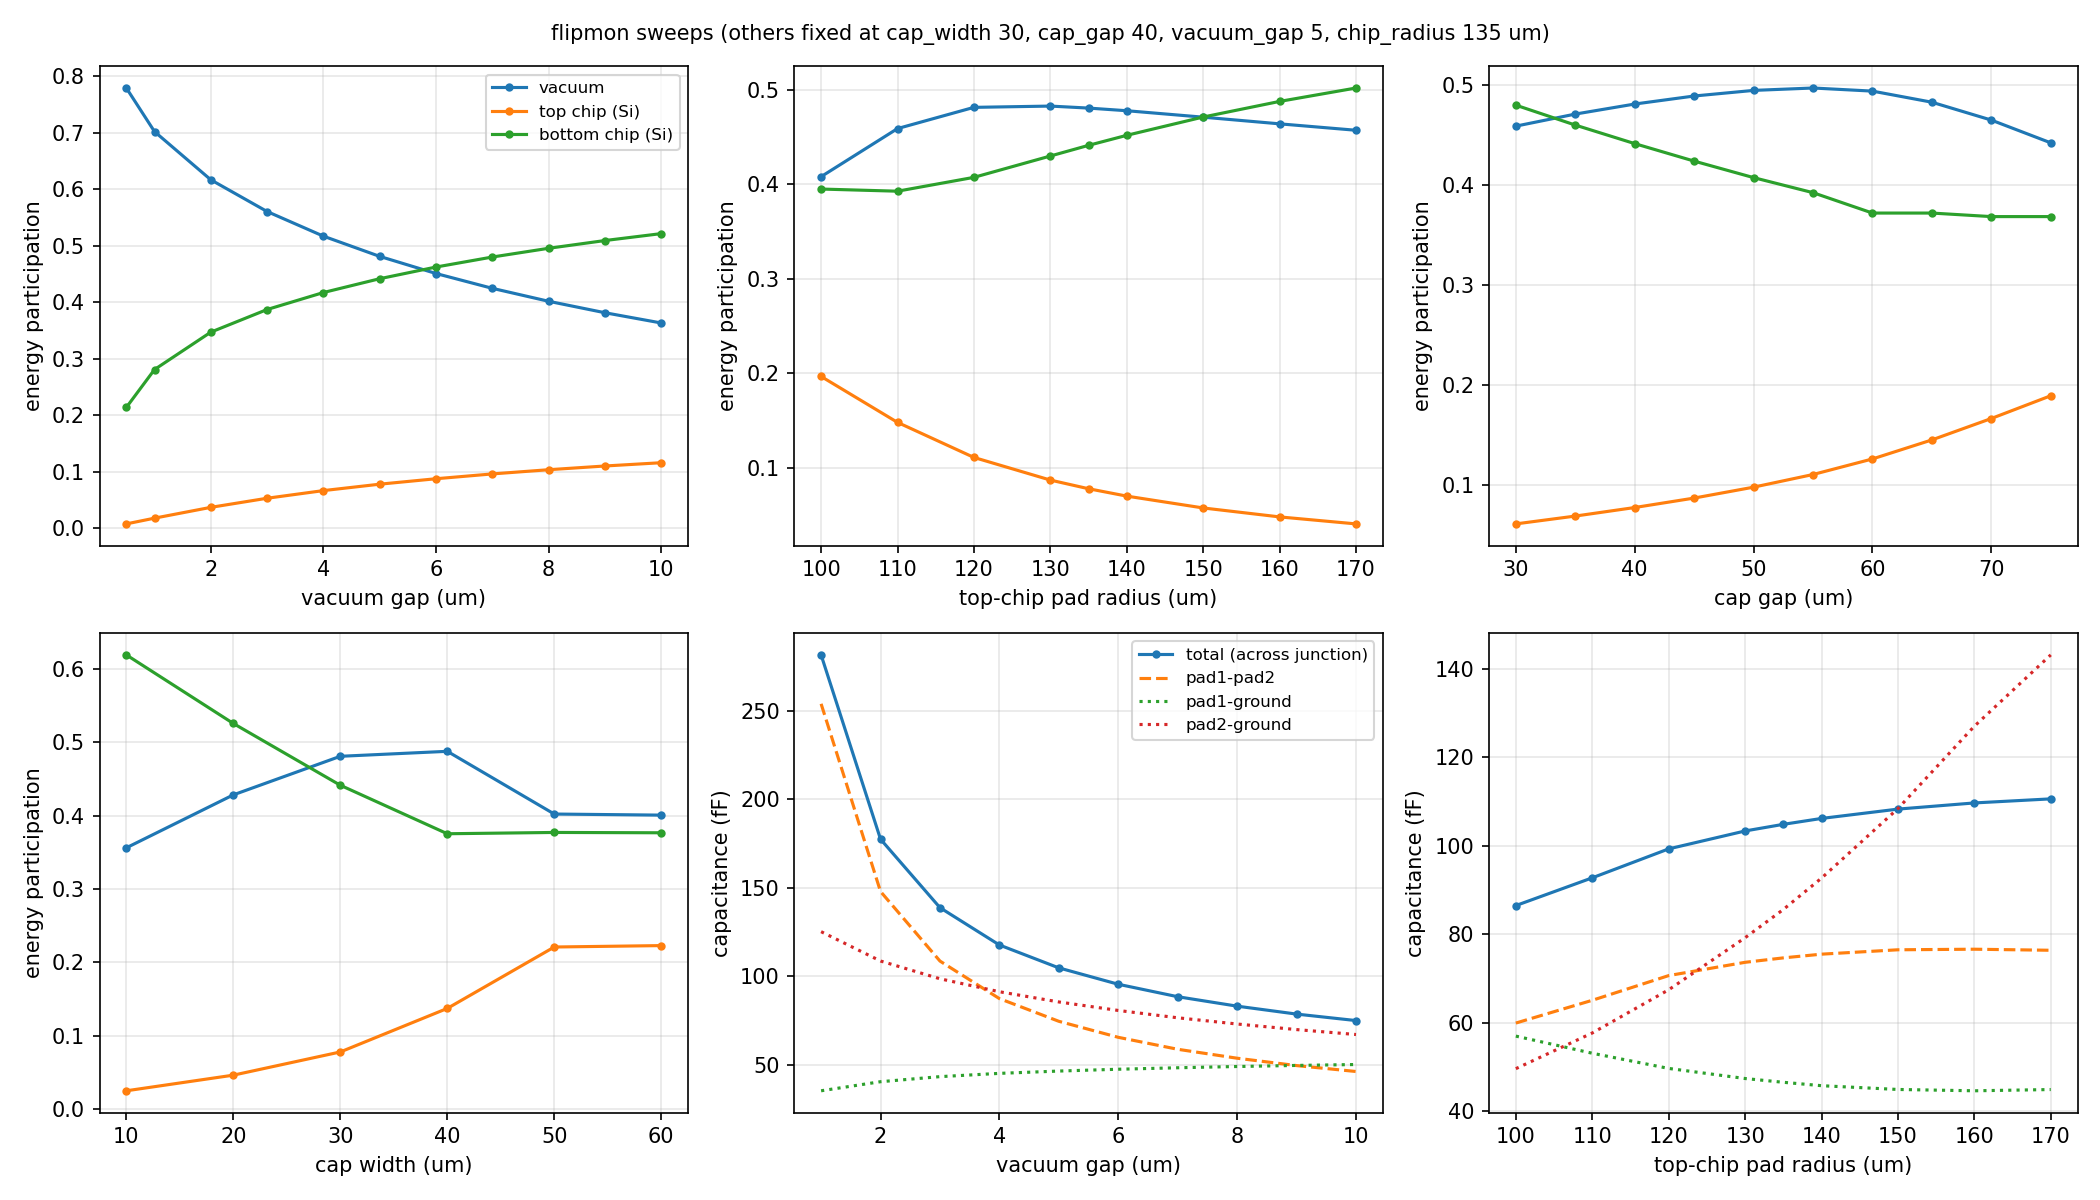 flipmon sweeps (others fixed at cap_width 30, cap_gap 40, vacuum_gap 5, chip_radius 135 um)
0.8
0.7
0.6
0.5
0.4
0.3
0.2
0.1
0.0
energy participation
vacuum
top chip (Si)
bottom chip (Si)
2 4 6 8 10
vacuum gap (um)
0.5
0.4
0.3
0.2
0.1
energy participation
100 110 120 130 140 150 160 170
top-chip pad radius (um)
0.5
0.4
0.3
0.2
0.1
energy participation
30 40 50 60 70
cap gap (um)
0.6
0.5
0.4
0.3
0.2
0.1
0.0
energy participation
10 20 30 40 50 60
cap width (um)
250
200
150
100
50
capacitance (fF)
total (across junction)
pad1-pad2
pad1-ground
pad2-ground
2 4 6 8 10
vacuum gap (um)
140
120
100
80
60
40
capacitance (fF)
100 110 120 130 140 150 160 170
top-chip pad radius (um)